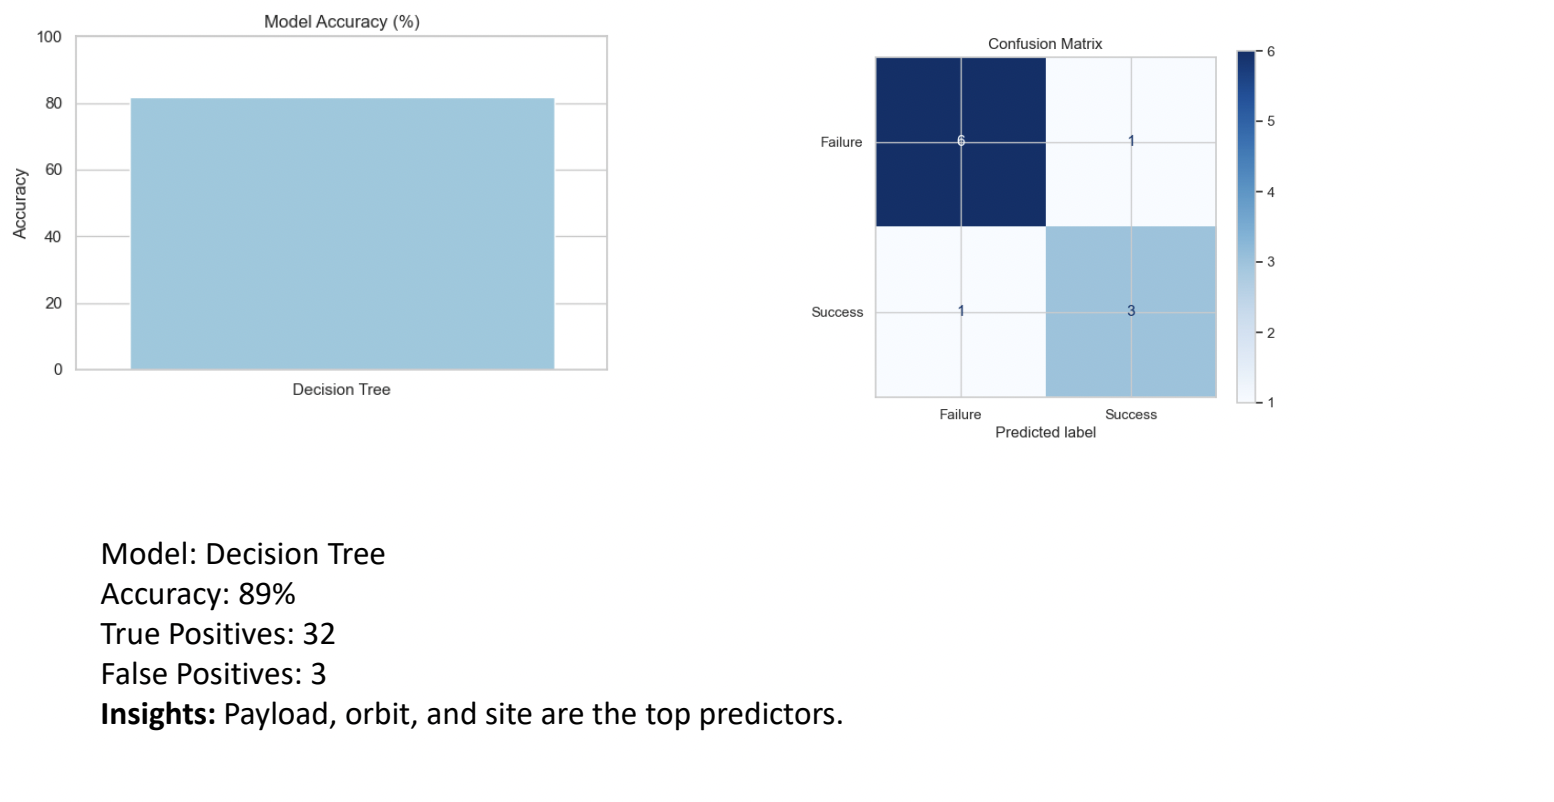 Model Accuracy (%)
100
80
60
40
20
0
Accuracy
Decision Tree
Confusion Matrix
Failure
Success
6
1
1
3
Failure
Success
Predicted label
6
5
4
3
2
1
Model: Decision Tree
Accuracy: 89%
True Positives: 32
False Positives: 3
Insights: Payload, orbit, and site are the top predictors.